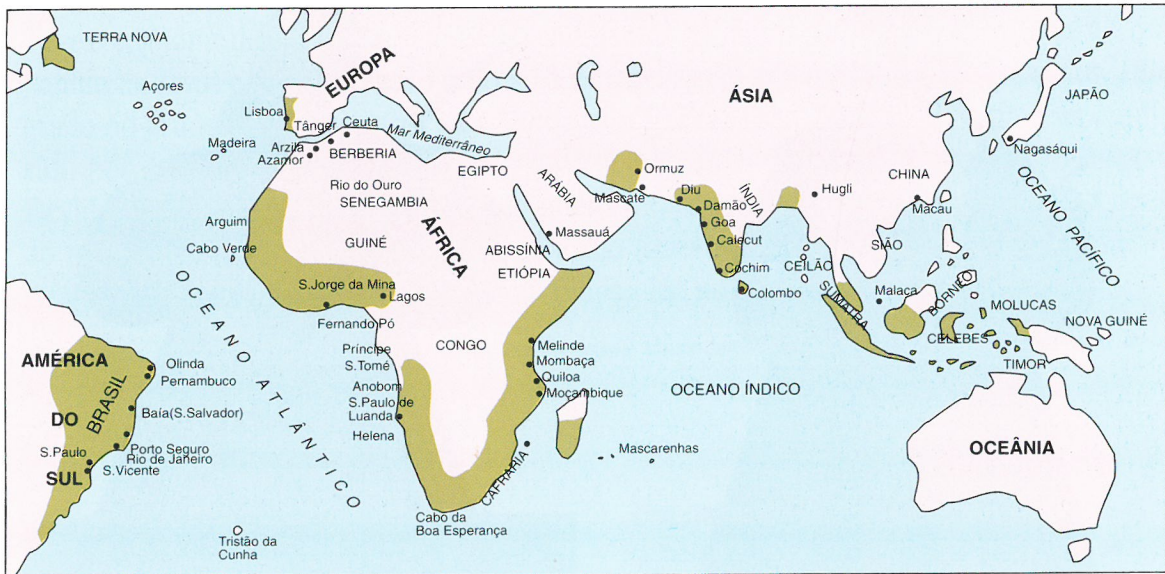 TERRA NOVA
Açores
Madeira
EUROPA
Lisboa
Tânger
Ceuta
Arzila
Azamor
BERBERIA
Mar Mediterrâneo
EGIPTO
Rio do Ouro
SENEGAMBIA
Arguim
Cabo Verde
GUINÉ
ÁFRICA
ARÁBIA
Massauá
ABISSÍNIA
ETIÓPIA
S.Jorge da Mina
Lagos
Fernando Pó
Príncipe
S.Tomé
Anobom
S.Paulo de
Luanda
Helena
CONGO
Melinde
Mombaça
Quiloa
Moçambique
CAFRARIA
Cabo da
Boa Esperança
Mascarenhas
OCEANO ATLÂNTICO
Tristão da
Cunha
AMÉRICA
DO
SUL
BRASIL
Olinda
Pernambuco
Baía(S.Salvador)
Porto Seguro
Rio de Janeiro
S.Paulo
S.Vicente
ÁSIA
Ormuz
Mascate
Diu
Damão
Goa
Calecut
Cochim
ÍNDIA
CEILÃO
Colombo
Hugli
CHINA
Macau
JAPÃO
Nagasáqui
SIÃO
Malaca
SUMATRA
BORNÉO
CELEBES
MOLUCAS
TIMOR
NOVA GUINÉ
OCEANO PACÍFICO
OCEANO ÍNDICO
OCEÂNIA